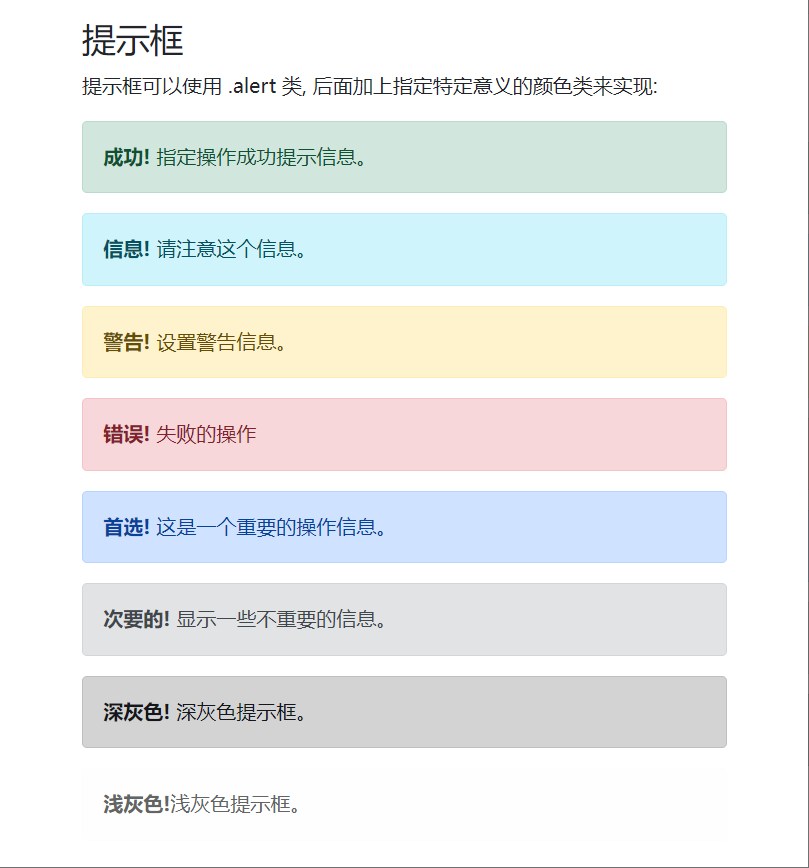 提示框
提示框可以使用 .alert 类, 后面加上指定特定意义的颜色类来实现:
成功! 指定操作成功提示信息。
信息! 请注意这个信息。
警告! 设置警告信息。
错误! 失败的操作
首选! 这是一个重要的操作信息。
次要的! 显示一些不重要的信息。
深灰色! 深灰色提示框。
浅灰色!浅灰色提示框。